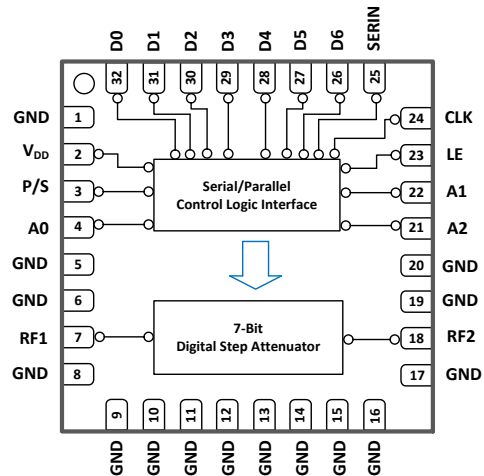 D0 D1 D2 D3 D4 D5 D6 SERIN
32 31 30 29 28 27 26 25
GND 1 24 CLK
VDD 2 23 LE
P/S 3 22 A1
A0 4 21 A2
Serial/Parallel
Control Logic Interface
GND 5 20 GND
GND 6 19 GND
RF1 7 18 RF2
7-Bit
Digital Step Attenuator
GND 8 17 GND
9 10 11 12 13 14 15 16
GND GND GND GND GND GND GND GND